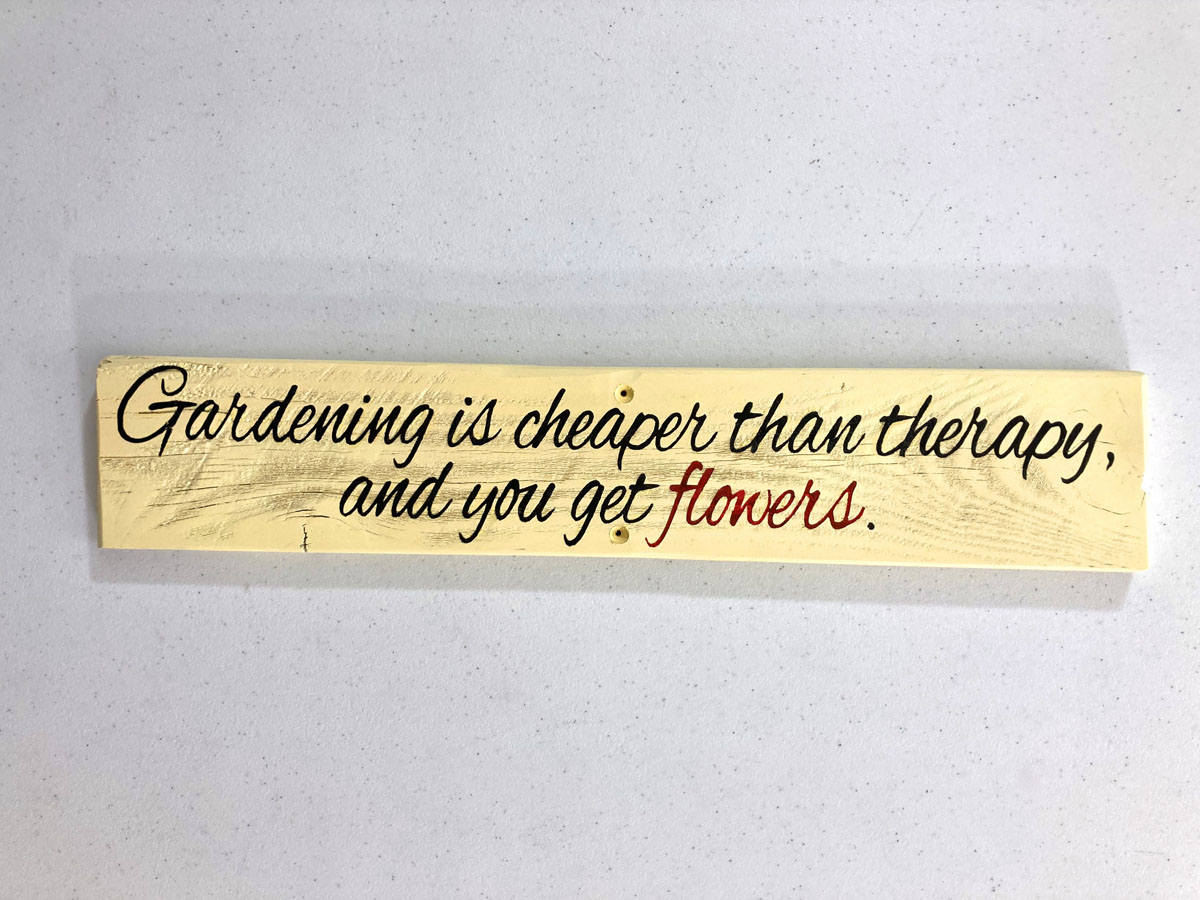 Gardening is cheaper than therapy,
and you get flowers.